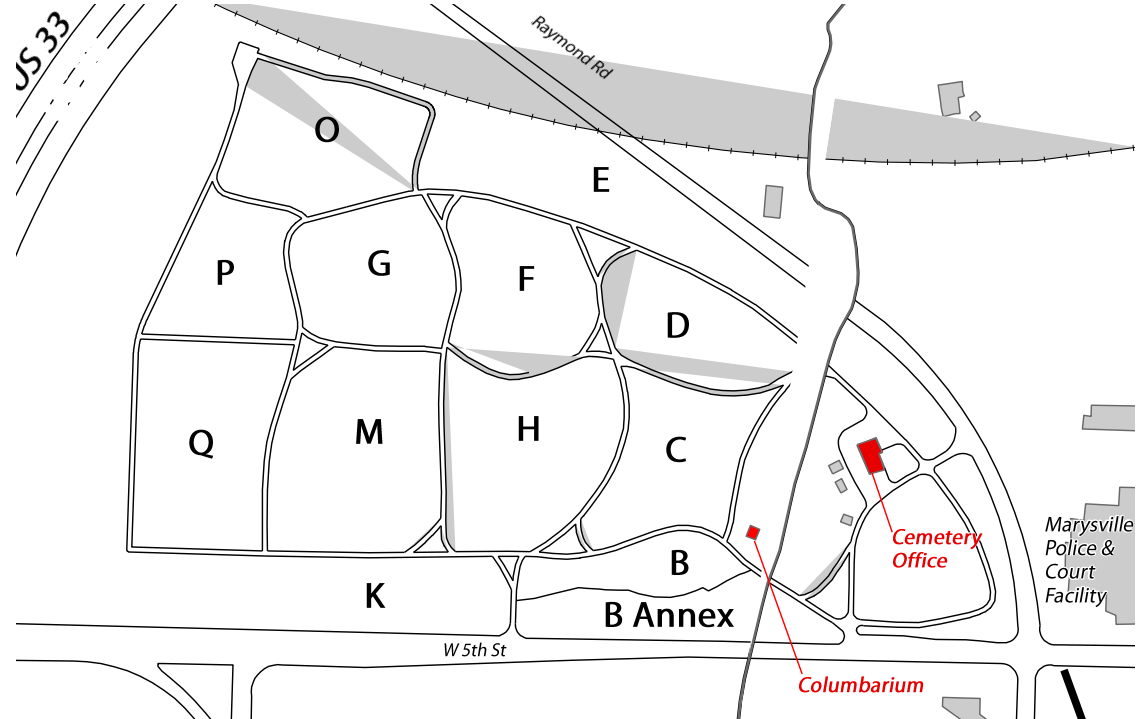 US 33
Raymond Rd
O
E
P
G
F
D
Q
M
H
C
Cemetery
Office
Marysville
Police &
Court
Facility
B
K
B Annex
W 5th St
Columbarium